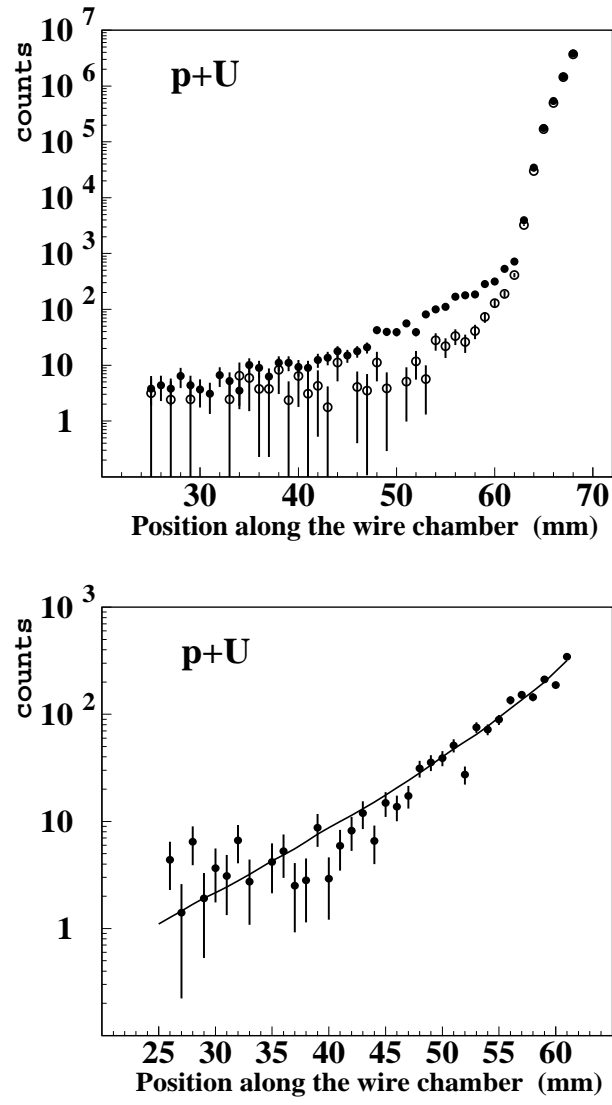 counts
p+U
10^7
10^6
10^5
10^4
10^3
10^2
10
1
30 40 50 60 70
Position along the wire chamber (mm)
counts
p+U
10^3
10^2
10
1
25 30 35 40 45 50 55 60
Position along the wire chamber (mm)